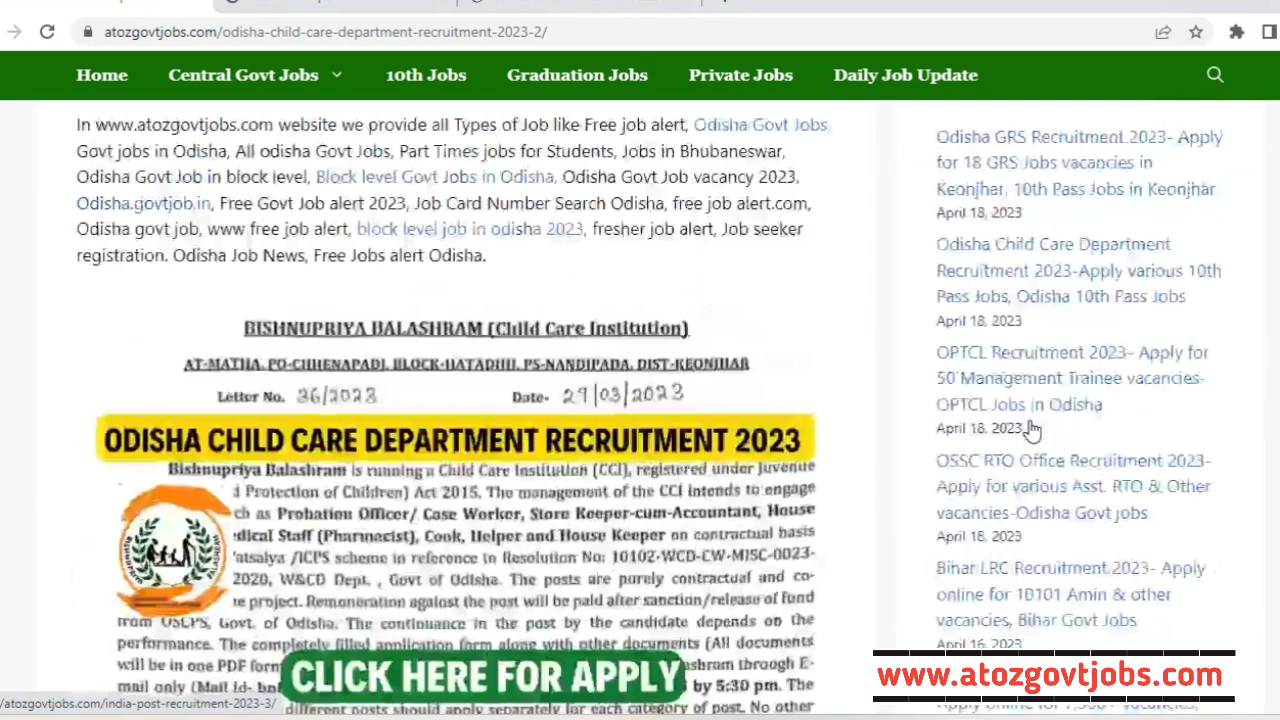 atozgovtjobs.com/odisha-child-care-department-recruitment-2023-2/
Home Central Govt Jobs 10th Jobs Graduation Jobs Private Jobs Daily Job Update
In www.atozgovtjobs.com website we provide all Types of Job like Free job alert, Odisha Govt Jobs,
Govt jobs in Odisha, All odisha Govt Jobs, Part Times jobs for Students, Jobs in Bhubaneswar,
Odisha Govt Job in block level, Block level Govt Jobs in Odisha, Odisha Govt Job vacancy 2023,
Odisha.govtjob.in, Free Govt Job alert 2023, Job Card Number Search Odisha, free job alert.com,
Odisha govt job, www free job alert, block level job in odisha 2023, fresher job alert, Job seeker
registration. Odisha Job News, Free Jobs alert Odisha.
BISHNUPRIYA BALASHRAM (Child Care Institution)
AT-MATHA, PO-CHHENAPADI, BLOCK-HATADIHI, PS-NANDIPADA, DIST-KEONJHAR
Letter No. 36/2023 Date- 29/03/2023
ODISHA CHILD CARE DEPARTMENT RECRUITMENT 2023
Bishnupriya Balashram is running a Child Care Institution (CCI), registered under Juvenue
d Protection of Children) Act 2015. The management of the CCI intends to engage
ch as Probation Officer/ Case Worker, Store Keeper-cum-Accountant, House
dical Staff (Pharmacist), Cook, Helper and House Keeper on contractual basis
atsalya /ICPS scheme in reference in Resolution No: 10102-WCD-CW-MISC-0023-
2020, W&CD Dept. , Govt of Odisha. The posts are purely contractual and co-
e project. Remoneration against the post will be paid after sanction/release of fund
from OSCPS, Govt. of Odisha. The continuance in the post by the candidate depends on the
performance. The completely filled application form along with other documents (All documents
will be in one PDF form ashram through E-
mail only (Mail Id- by 5:30 pm. The
CLICK HERE FOR APPLY
different posts should apply separately for each category of post. No other
Odisha GRS Recruitment 2023- Apply
for 18 GRS Jobs vacancies in
Keonjhar, 10th Pass Jobs in Keonjhar
April 18, 2023
Odisha Child Care Department
Recruitment 2023-Apply various 10th
Pass Jobs, Odisha 10th Pass Jobs
April 18, 2023
OPTCL Recruitment 2023- Apply for
50 Management Trainee vacancies-
OPTCL Jobs in Odisha
April 18, 2023
OSSC RTO Office Recruitment 2023-
Apply for various Asst. RTO & Other
vacancies-Odisha Govt jobs
April 18, 2023
Bihar LRC Recruitment 2023- Apply
online for 10101 Amin & other
vacancies, Bihar Govt Jobs
April 16, 2023
www.atozgovtjobs.com
/atozgovtjobs.com/india-post-recruitment-2023-3/